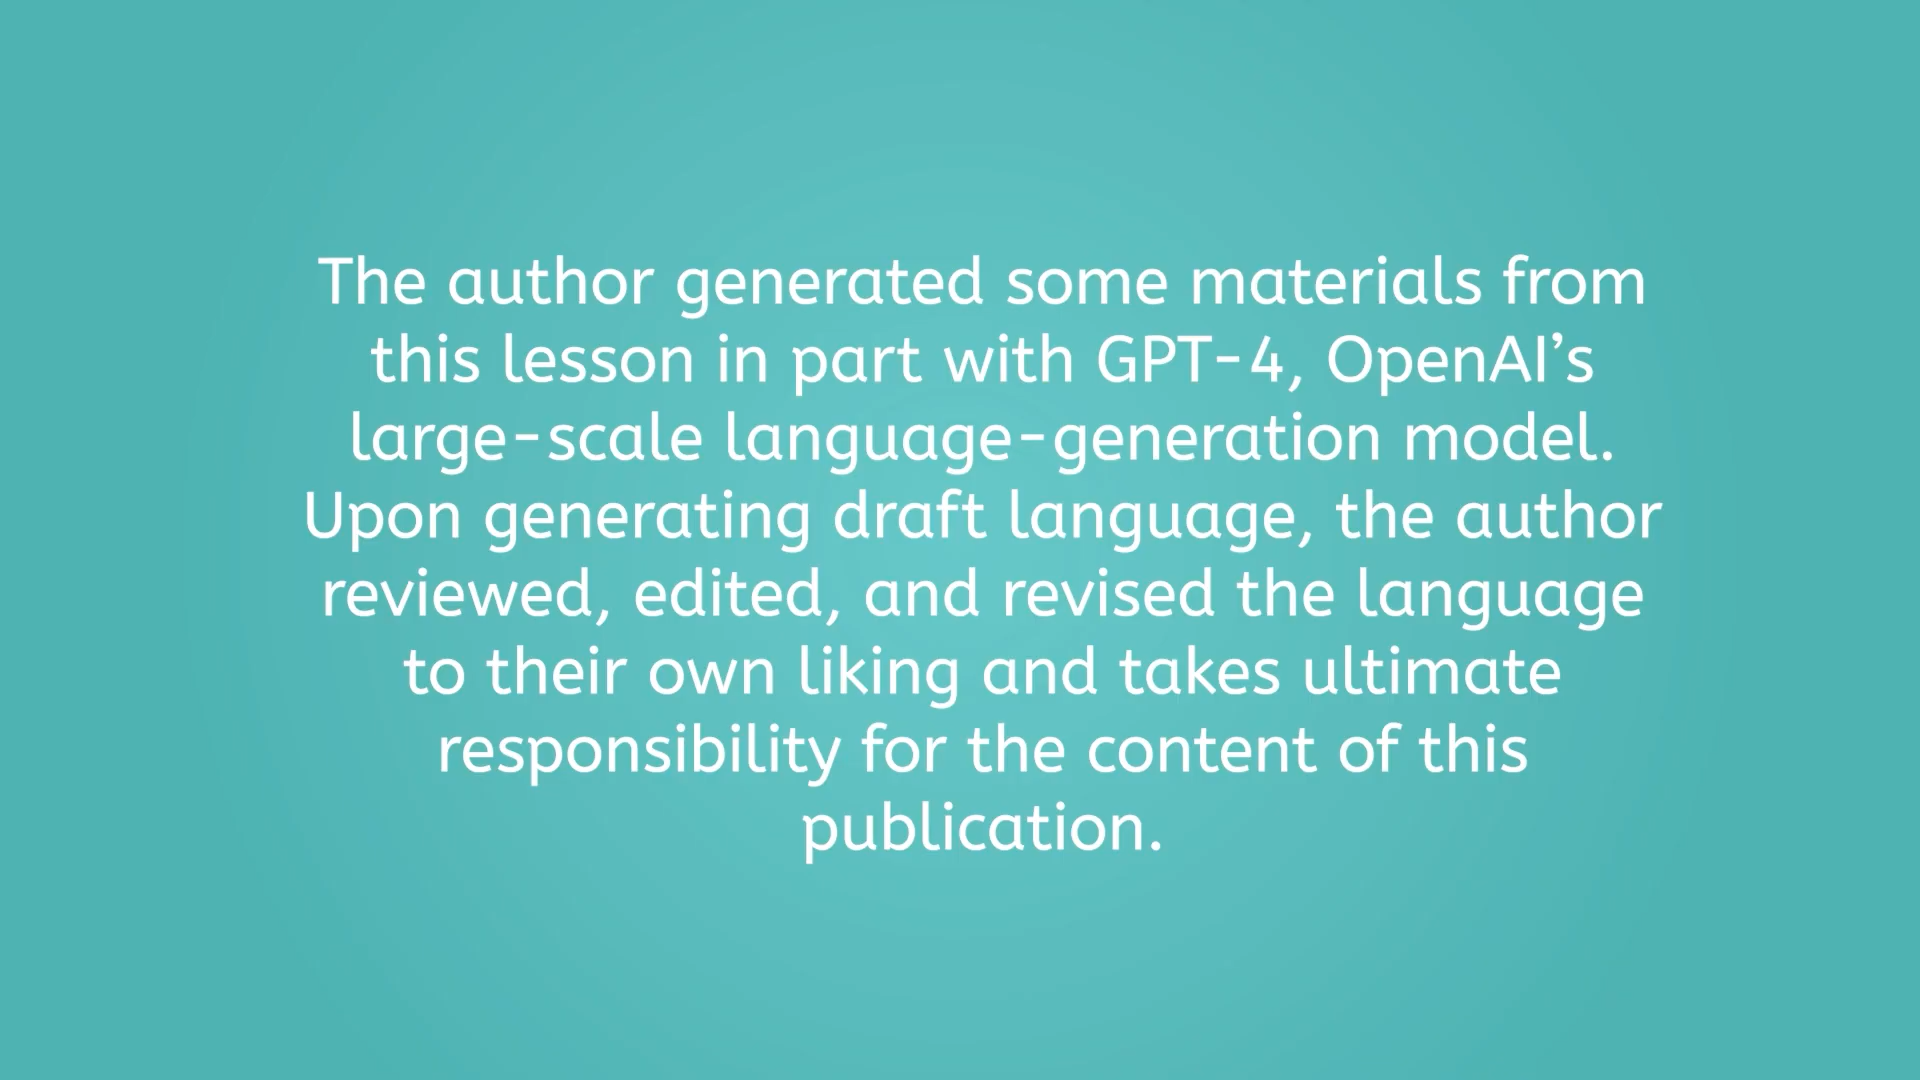 The author generated some materials from
this lesson in part with GPT-4, OpenAI’s
large-scale language-generation model.
Upon generating draft language, the author
reviewed, edited, and revised the language
to their own liking and takes ultimate
responsibility for the content of this
publication.